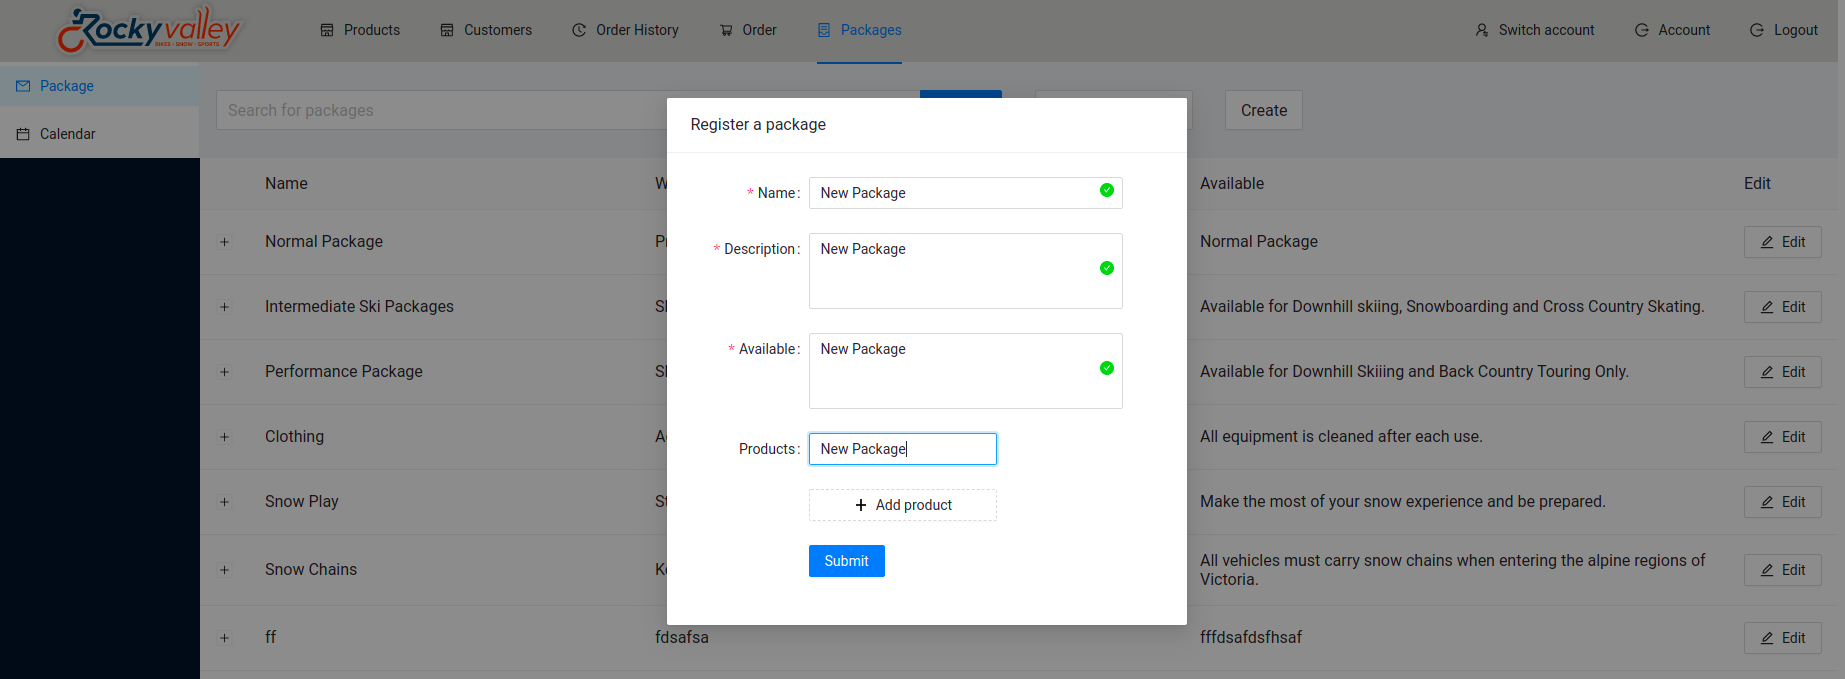 Rockyvalley
BIKES - SNOW - SPORTS
Products
Customers
Order History
Order
Packages
Switch account
Account
Logout
Package
Calendar
Search for packages
Create
Name
W
Available
Edit
Normal Package
Normal Package
Edit
Intermediate Ski Packages
Available for Downhill skiing, Snowboarding and Cross Country Skating.
Edit
Performance Package
Available for Downhill Skiiing and Back Country Touring Only.
Edit
Clothing
All equipment is cleaned after each use.
Edit
Snow Play
Make the most of your snow experience and be prepared.
Edit
Snow Chains
All vehicles must carry snow chains when entering the alpine regions of
Victoria.
Edit
ff
fdsafsa
fffdsafdsfhsaf
Edit
Register a package
* Name:
New Package
* Description:
New Package
* Available:
New Package
Products:
New Package
+ Add product
Submit